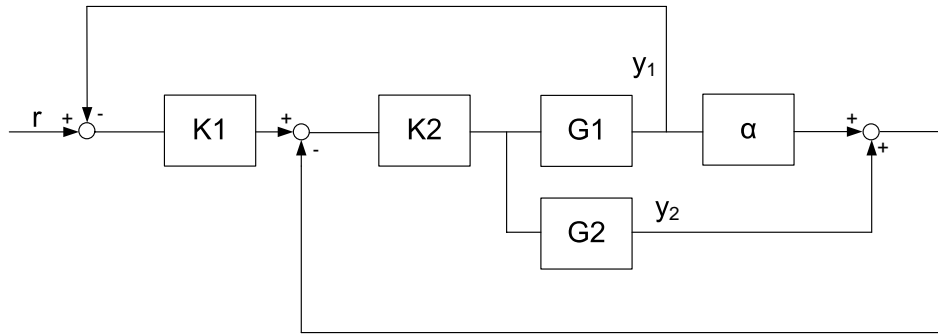 y₁
r
+
-
K1
+
-
K2
G1
α
+
+
G2
y₂